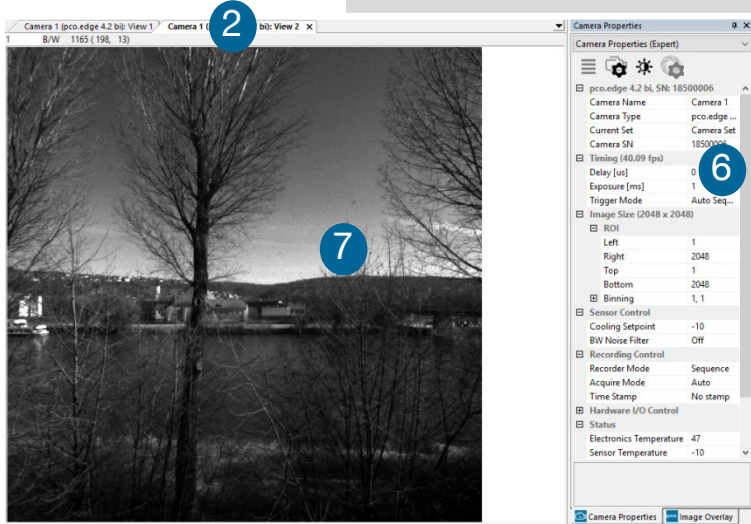 Camera 1 (pco.edge 4.2 bi): View 1
Camera 1 (
2
bi): View 2 X
1 B/W 1165 ( 198, 13)
7
Camera Properties
Camera Properties (Expert)
pco.edge 4.2 bi, SN: 18500006
Camera Name Camera 1
Camera Type pco.edge ...
Current Set Camera Set
Camera SN 18500006
Timing (40.09 fps)
6
Delay [us] 0
Exposure [ms] 1
Trigger Mode Auto Seq...
Image Size (2048 x 2048)
ROI
Left 1
Right 2048
Top 1
Bottom 2048
Binning 1, 1
Sensor Control
Cooling Setpoint -10
BW Noise Filter Off
Recording Control
Recorder Mode Sequence
Acquire Mode Auto
Time Stamp No stamp
Hardware I/O Control
Status
Electronics Temperature 47
Sensor Temperature -10
Camera Properties
Image Overlay